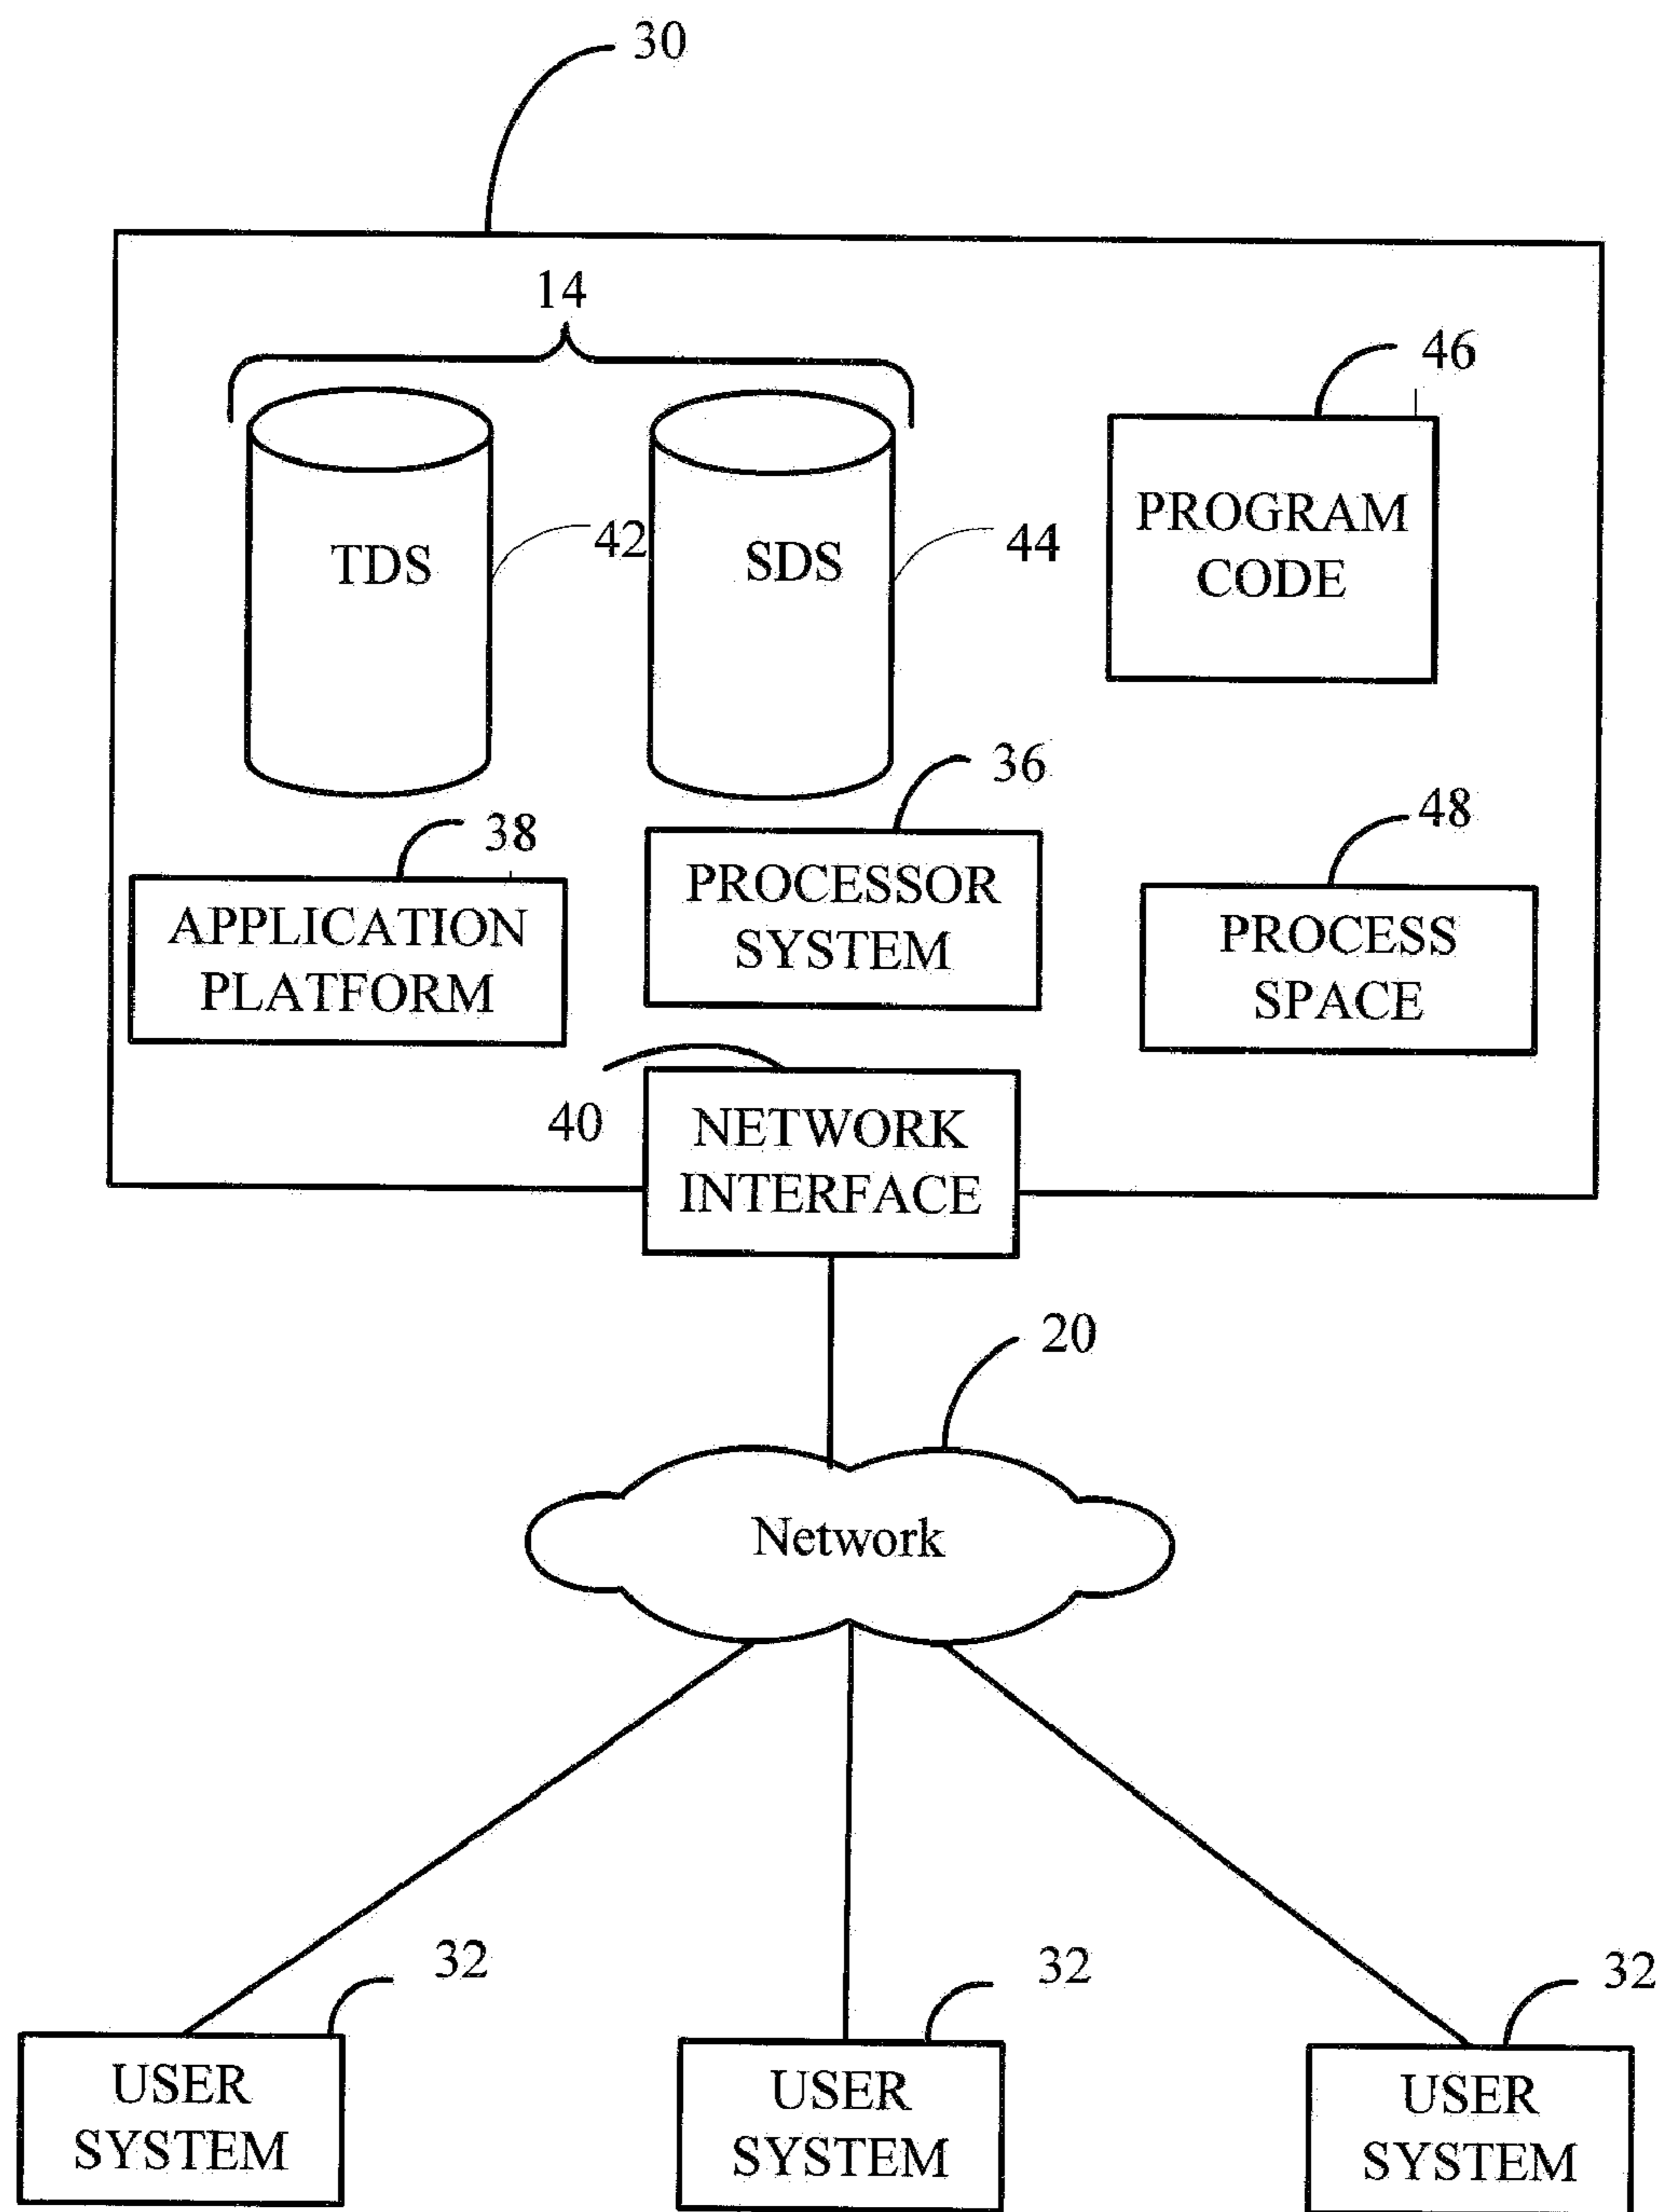 30
14
46
TDS
42
SDS
44
PROGRAM
CODE
36
38
48
APPLICATION
PLATFORM
PROCESSOR
SYSTEM
PROCESS
SPACE
40
NETWORK
INTERFACE
20
Network
32
32
32
USER
SYSTEM
USER
SYSTEM
USER
SYSTEM